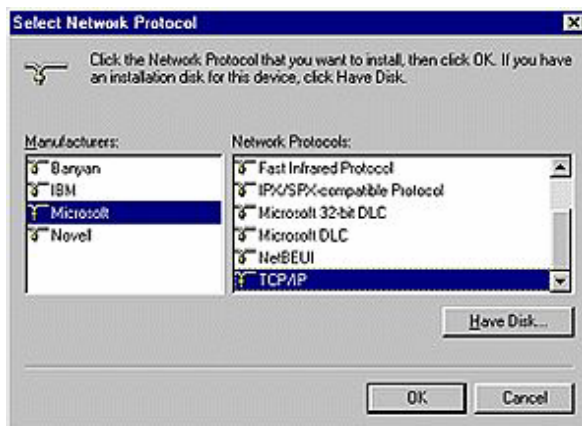 Select Network Protocol
Click the Network Protocol that you want to install, then click OK. If you have
an installation disk for this device, click Have Disk.
Manufacturers:
Banyan
IBM
Microsoft
Novell
Network Protocols:
Fast Infrared Protocol
IPX/SPX-compatible Protocol
Microsoft 32-bit DLC
Microsoft DLC
NetBEUI
TCP/IP
Have Disk...
OK
Cancel